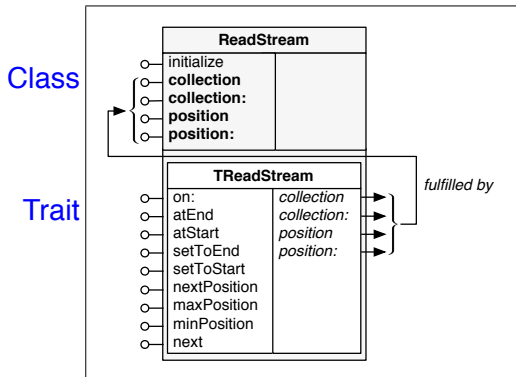 ReadStream
Class
initialize
collection
collection:
position
position:
fulfilled by
Trait
TReadStream
on: collection
atEnd collection:
atStart position
setToEnd position:
setToStart
nextPosition
maxPosition
minPosition
next